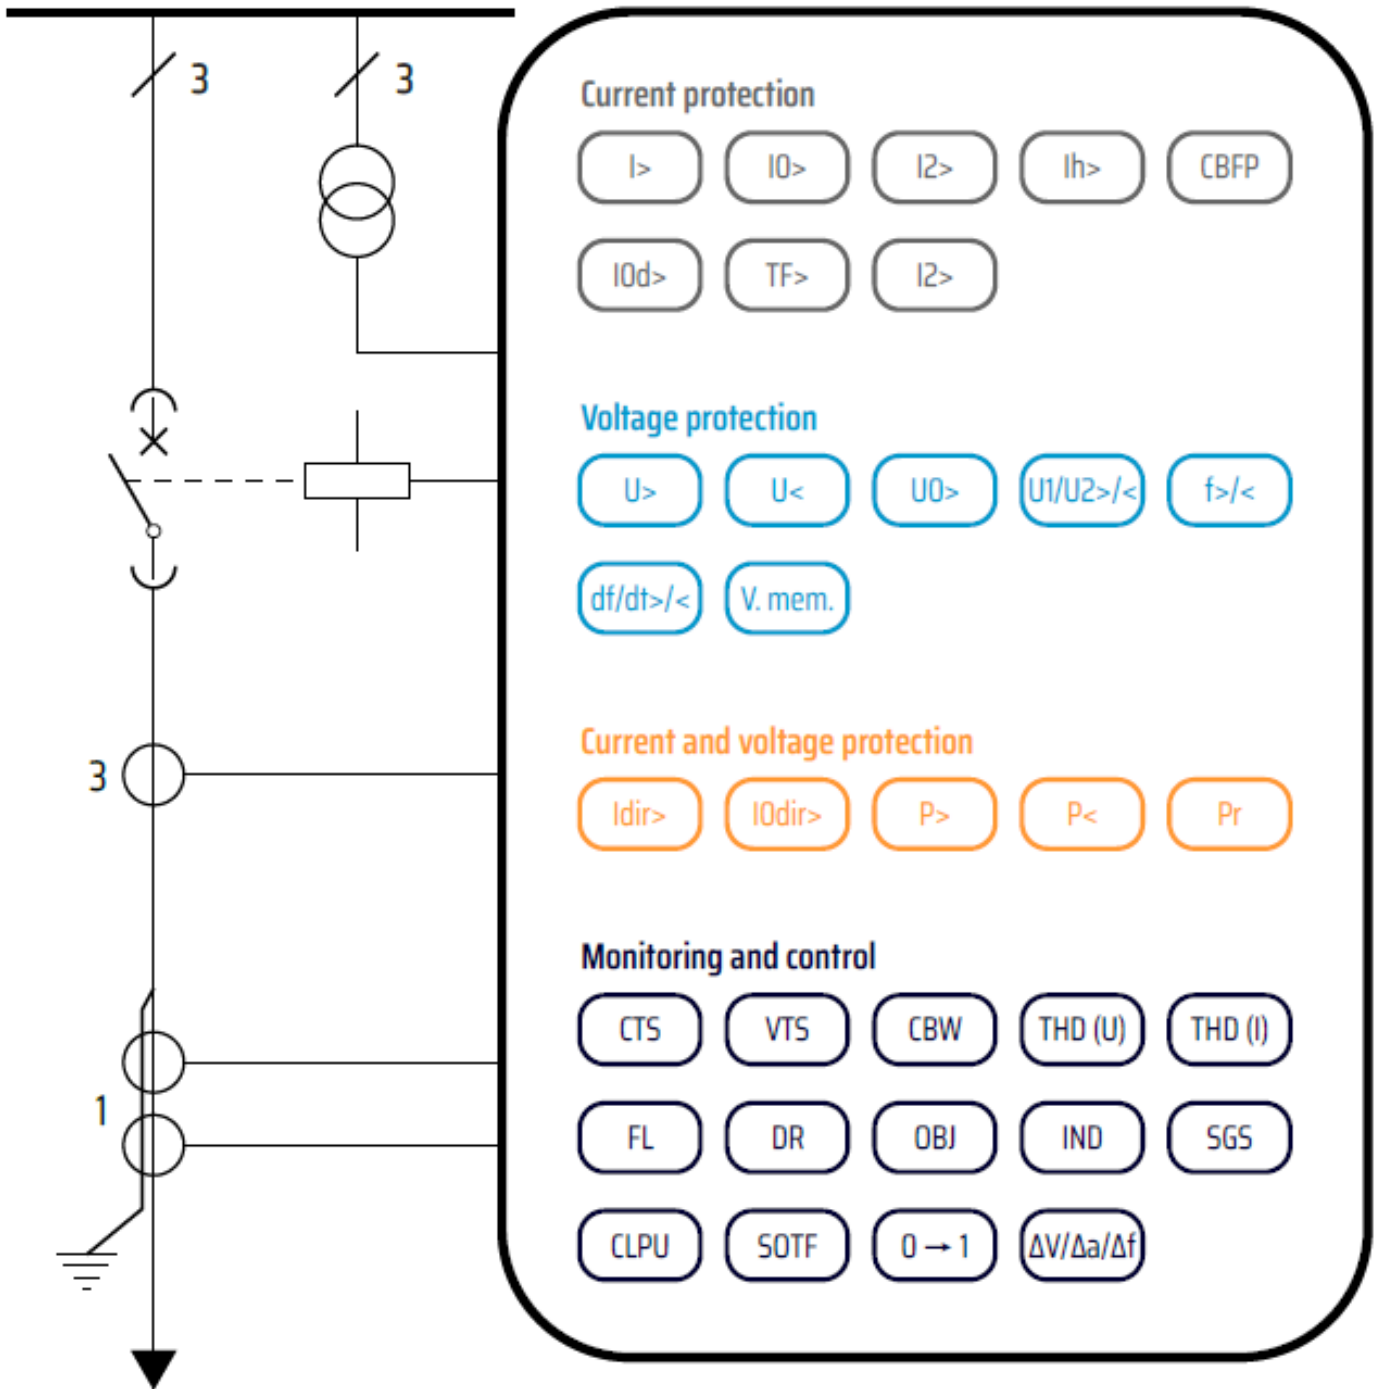 3 3
Current protection
I> I0> I2> Ih> CBFP
I0d> TF> I2>
Voltage protection
U> U< U0> U1/U2>/< f>/<
df/dt>/< V. mem.
Current and voltage protection
3
Idir> I0dir> P> P< Pr
Monitoring and control
CTS VTS CBW THD (U) THD (I)
1
FL DR OBJ IND SGS
CLPU SOTF 0 → 1 ΔV/Δa/Δf